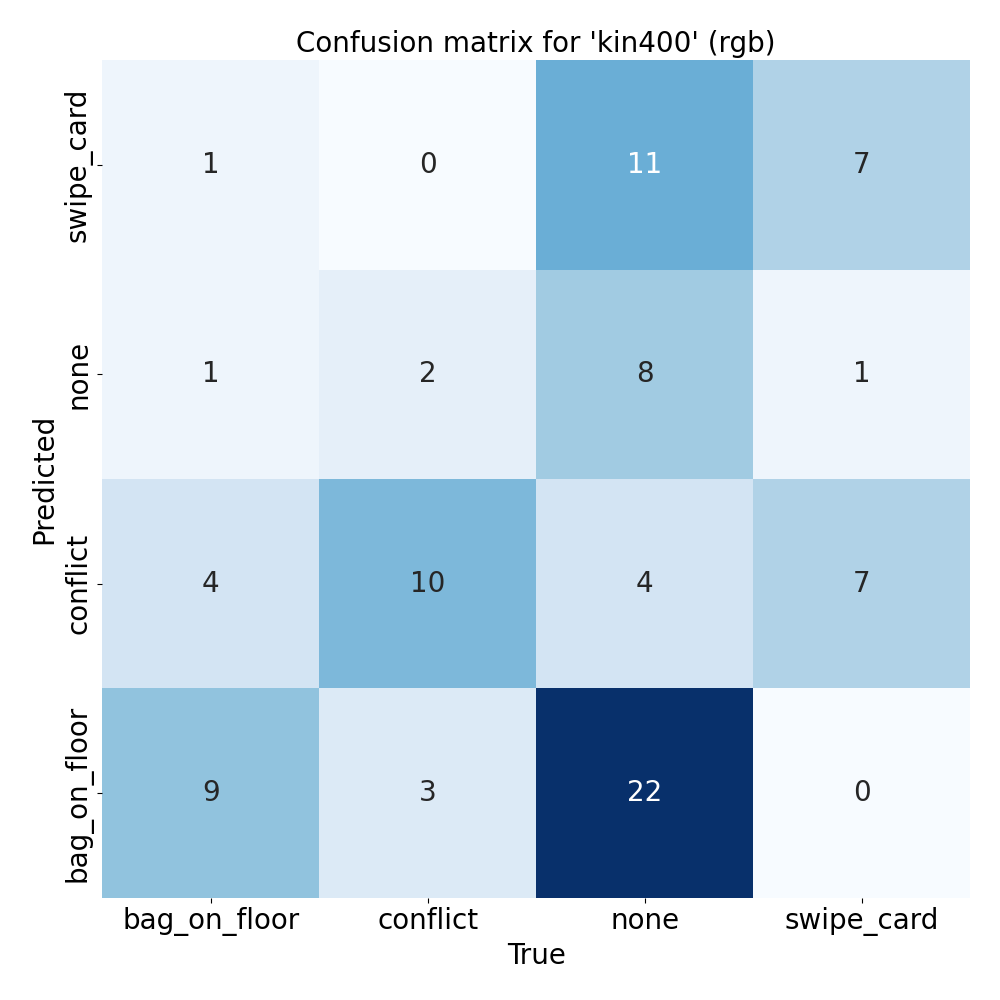 Confusion matrix for 'kin400' (rgb)
Predicted
swipe_card
1 0 11 7
none
1 2 8 1
conflict
4 10 4 7
bag_on_floor
9 3 22 0
bag_on_floor conflict none swipe_card
True